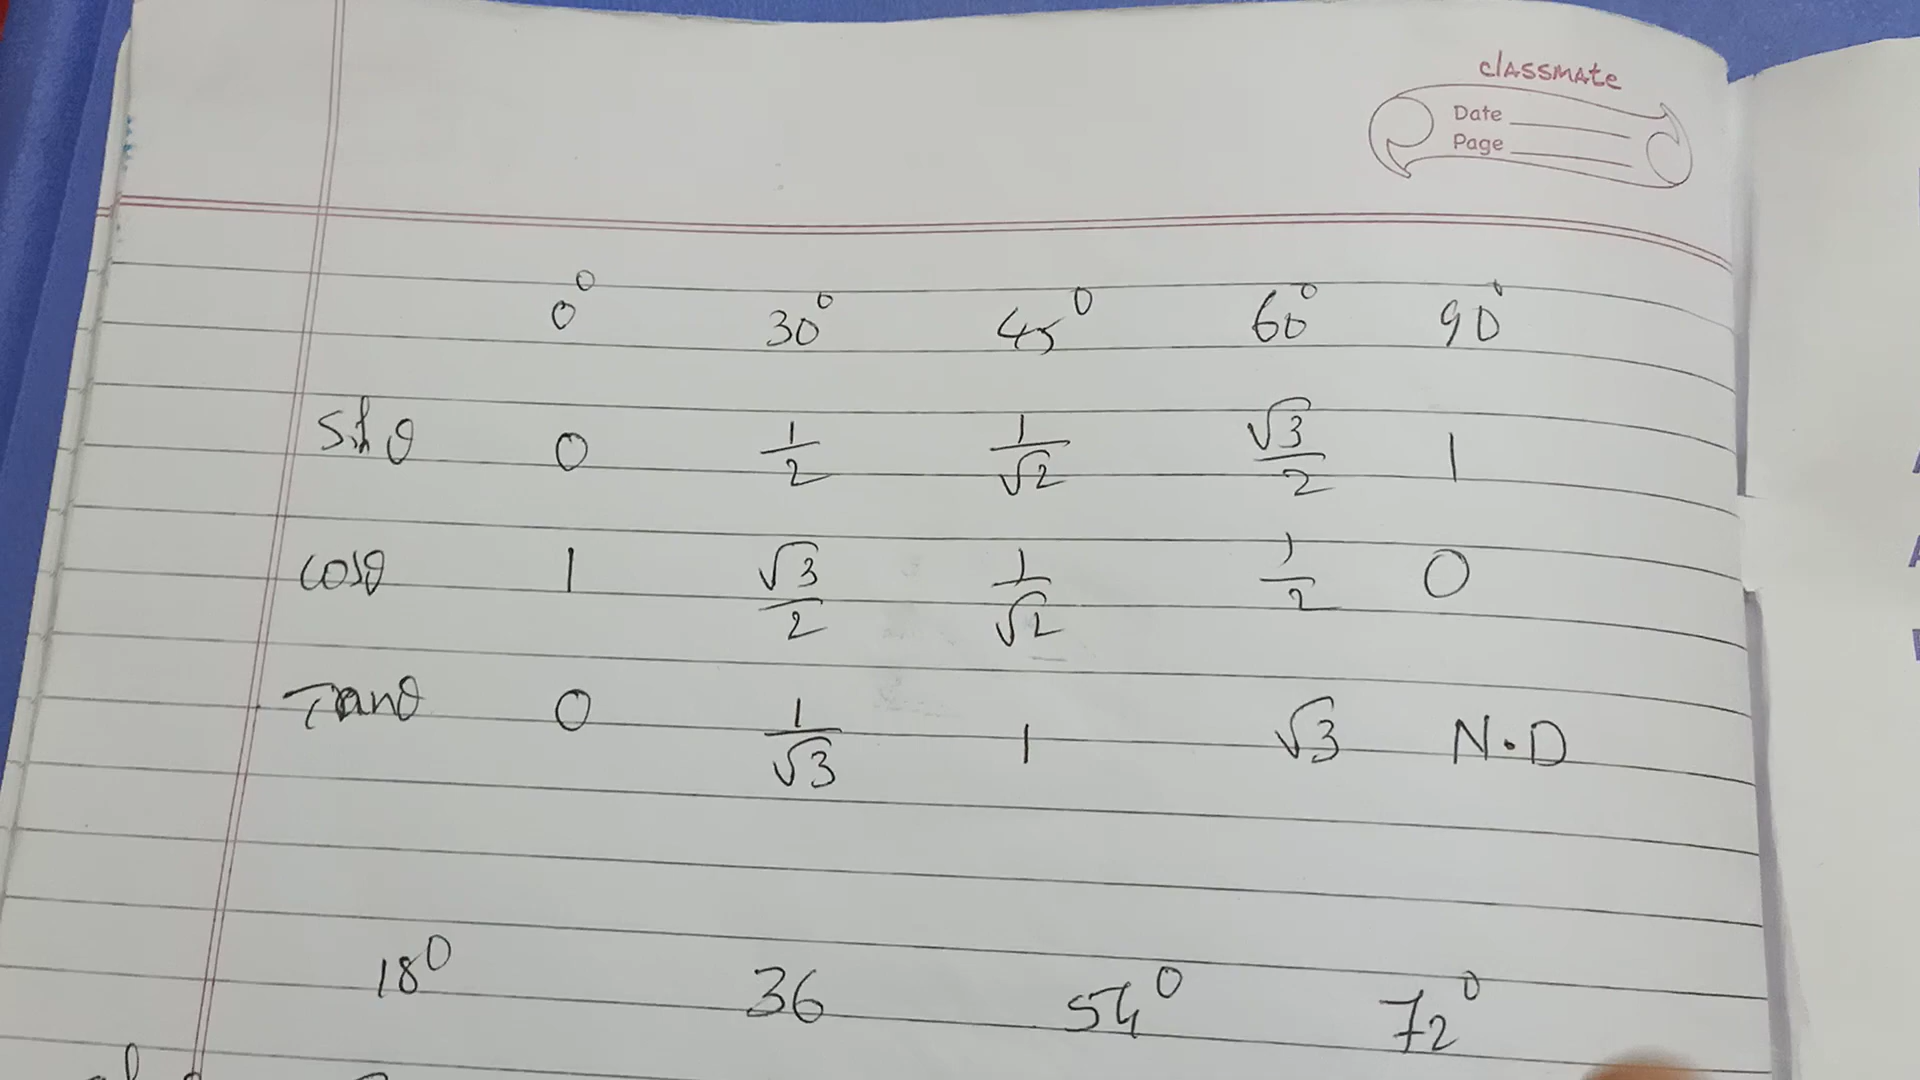 classmate
Date
Page
0° 30° 45° 60° 90°
Sin θ 0 1/2 1/√2 √3/2 1
cosθ 1 √3/2 1/√2 1/2 0
Tanθ 0 1/√3 1 √3 N.D
18° 36 54° 72°